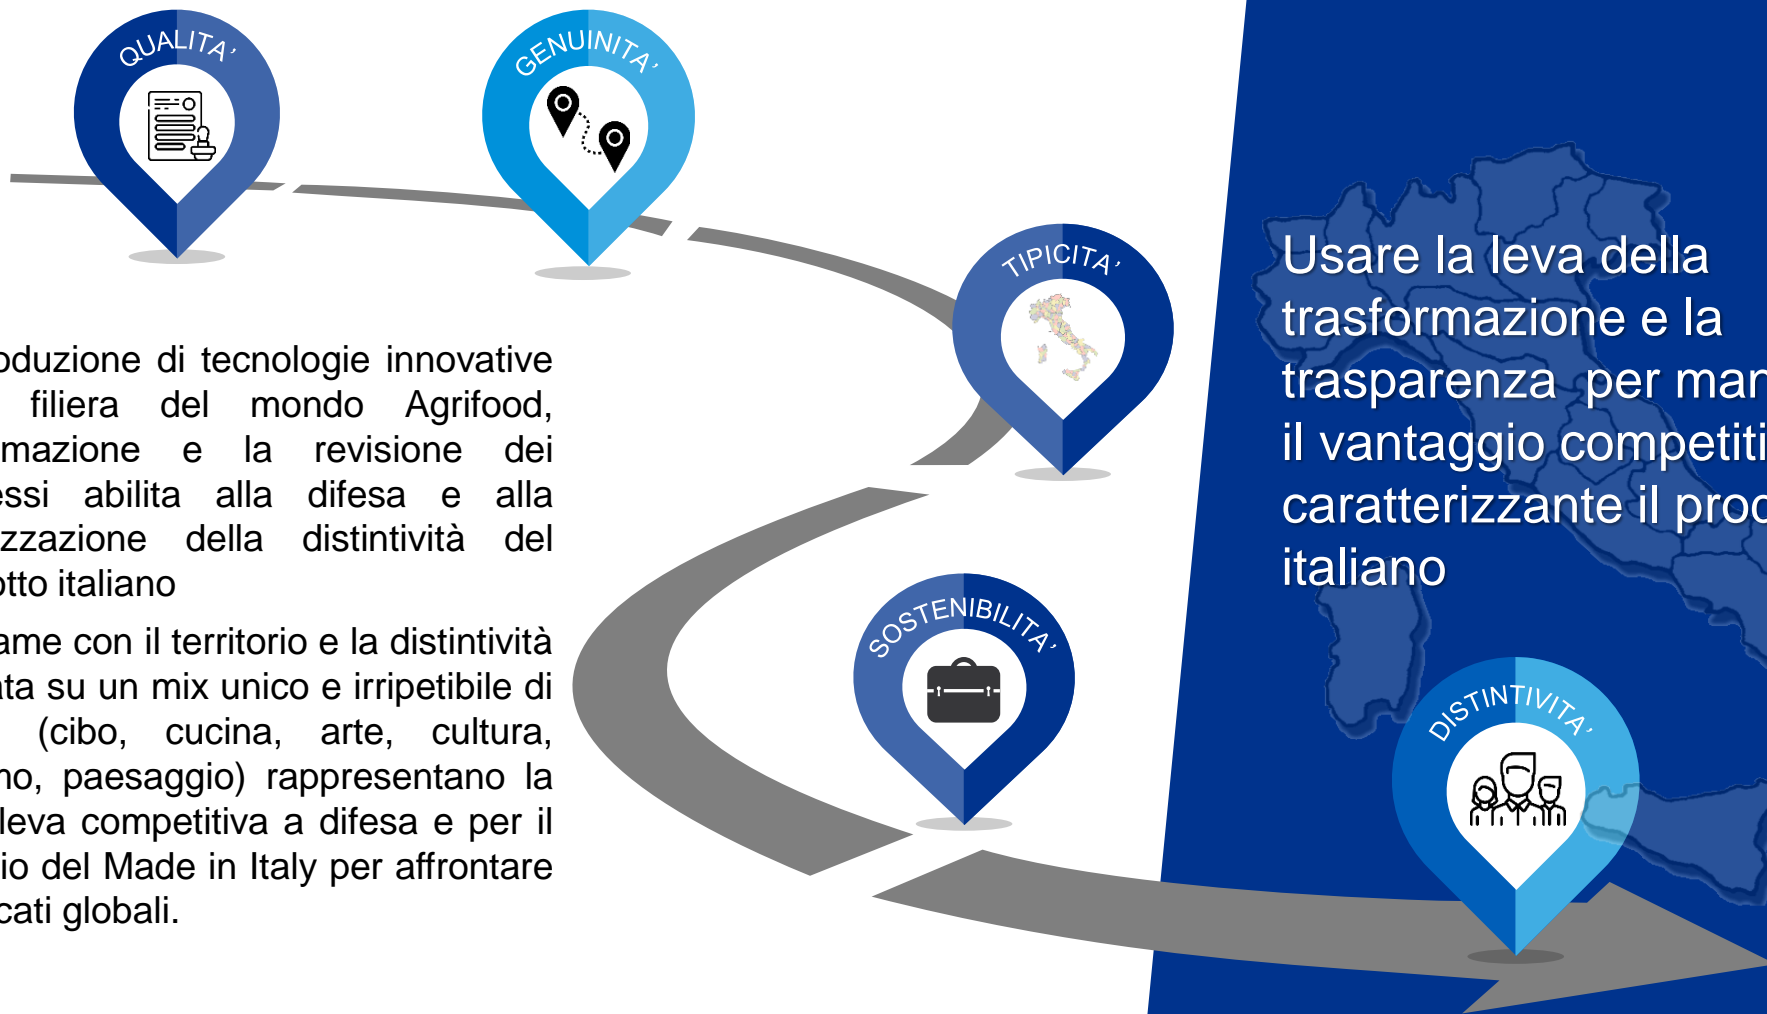 QUALITA'
GENUINITA'
TIPICITA'
oduzione di tecnologie innovative
filiera del mondo Agrifood,
mazione e la revisione dei
essi abilita alla difesa e alla
izzazione della distintività del
otto italiano
ame con il territorio e la distintività
ata su un mix unico e irripetibile di
(cibo, cucina, arte, cultura,
no, paesaggio) rappresentano la
leva competitiva a difesa e per il
io del Made in Italy per affrontare
cati globali.
SOSTENIBILITA'
Usare la leva della
trasformazione e la
trasparenza per man
il vantaggio competiti
caratterizzante il prod
italiano
DISTINTIVITA'